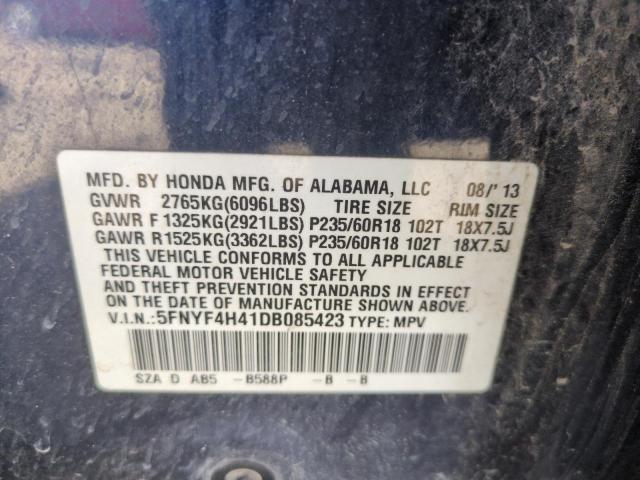 MFD. BY HONDA MFG. OF ALABAMA, LLC 08/'13
GVWR 2765KG(6096LBS) TIRE SIZE RIM SIZE
GAWR F 1325KG(2921LBS) P235/60R18 102T 18X7.5J
GAWR R1525KG(3362LBS) P235/60R18 102T 18X7.5J
THIS VEHICLE CONFORMS TO ALL APPLICABLE
FEDERAL MOTOR VEHICLE SAFETY
AND THEFT PREVENTION STANDARDS IN EFFECT
ON THE DATE OF MANUFACTURE SHOWN ABOVE.
V.I.N.:5FNYF4H41DB085423 TYPE: MPV
SZA D AB5 -B588P -B -B